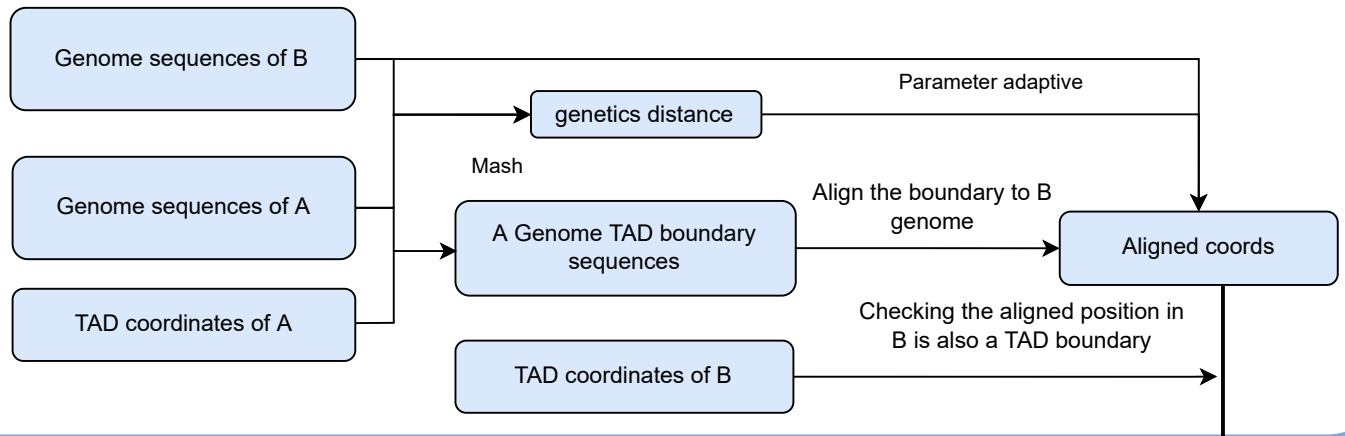 Genome sequences of B
Parameter adaptive
genetics distance
Mash
Genome sequences of A
Align the boundary to B
genome
A Genome TAD boundary
sequences
Aligned coords
TAD coordinates of A
Checking the aligned position in
B is also a TAD boundary
TAD coordinates of B